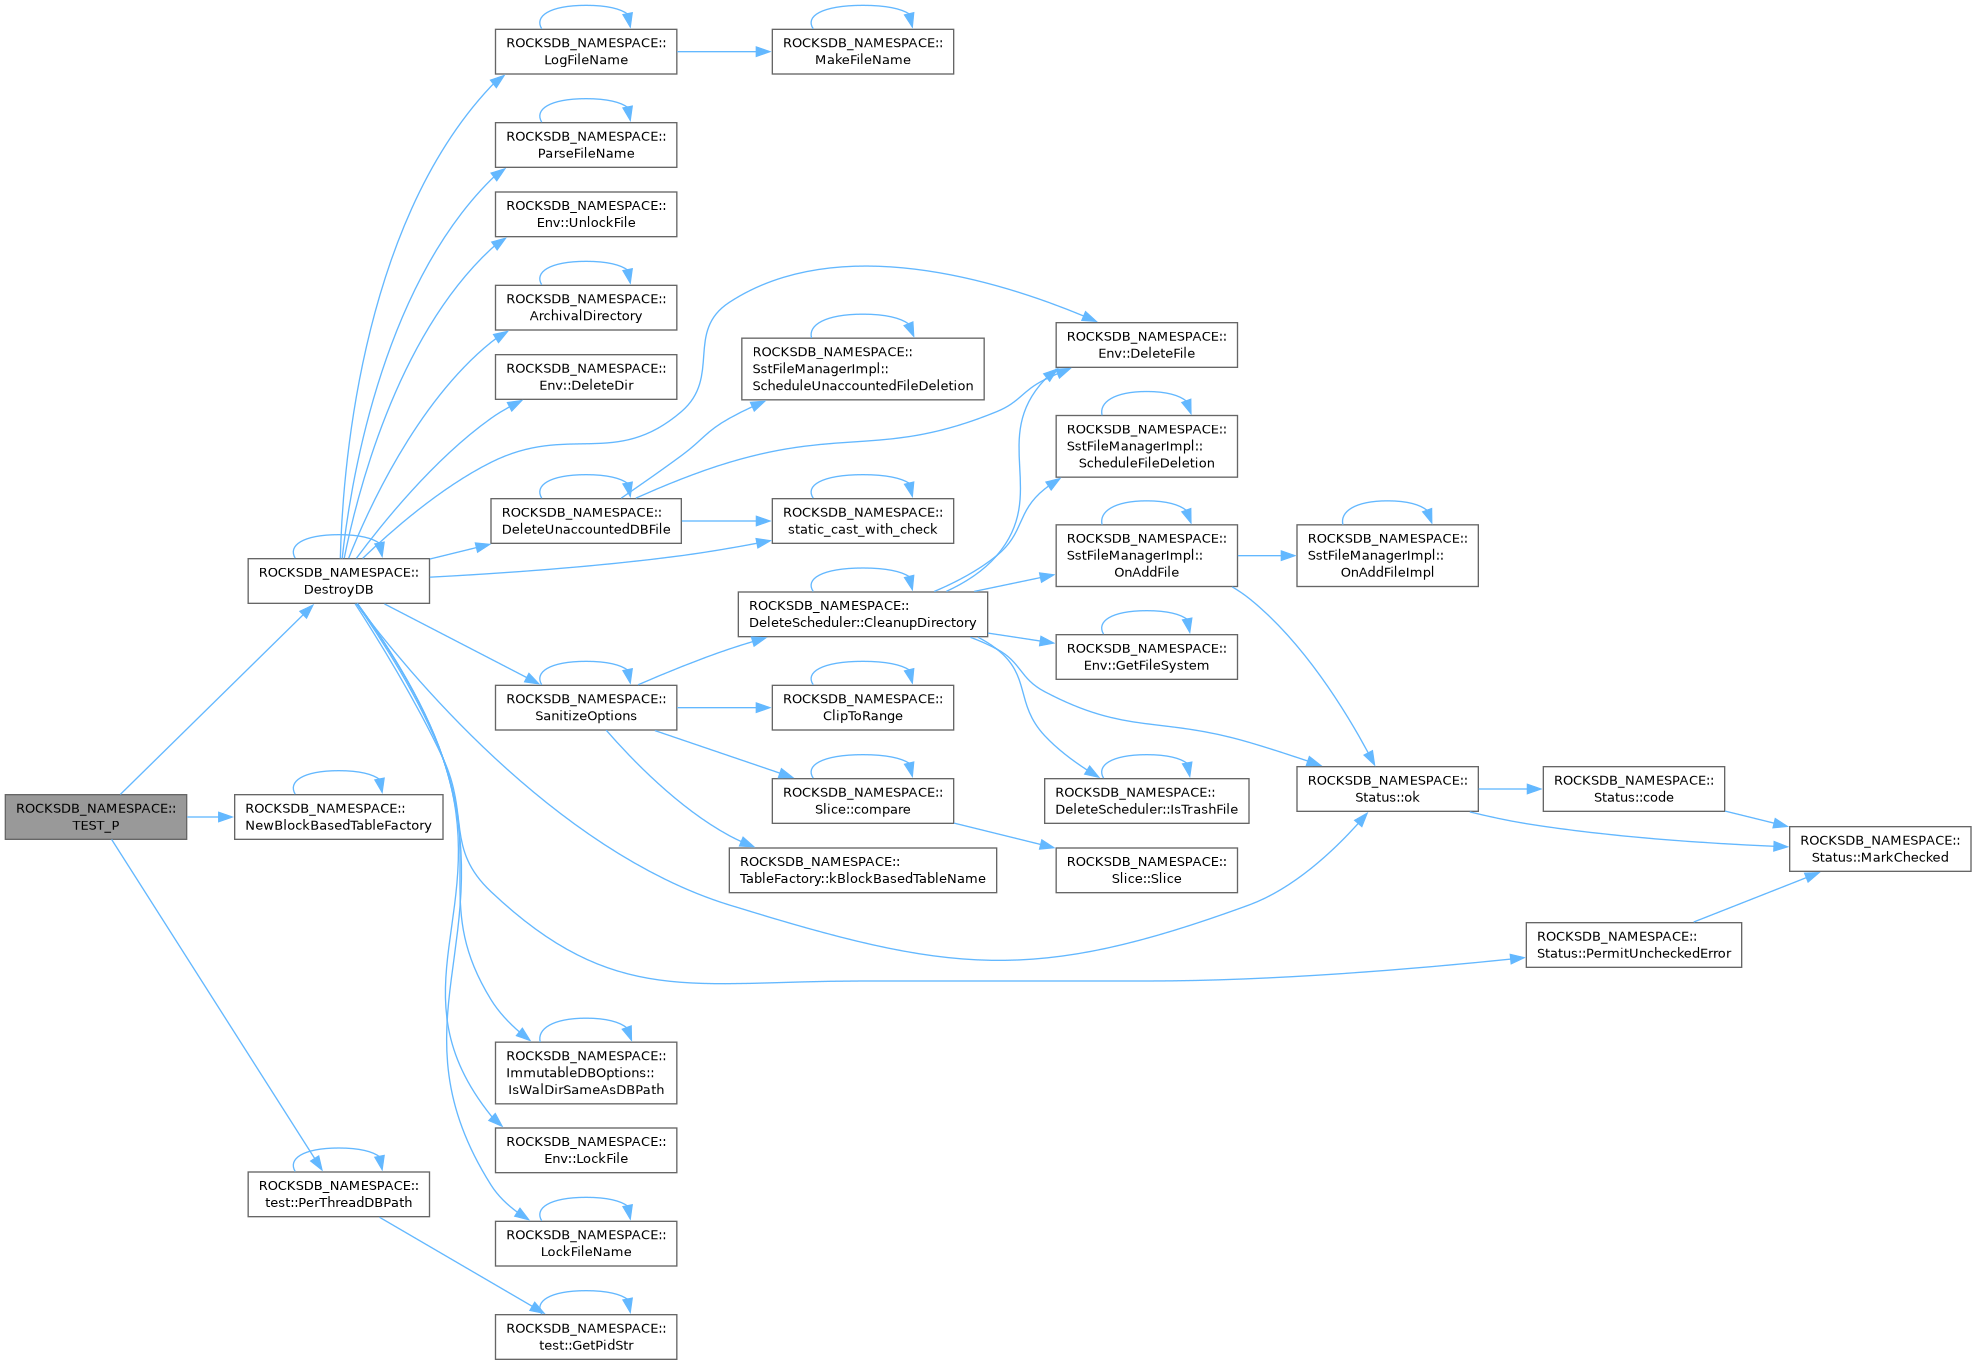 ROCKSDB_NAMESPACE::
TEST_P
ROCKSDB_NAMESPACE::
DestroyDB
ROCKSDB_NAMESPACE::
NewBlockBasedTableFactory
ROCKSDB_NAMESPACE::
test::PerThreadDBPath
ROCKSDB_NAMESPACE::
LogFileName
ROCKSDB_NAMESPACE::
ParseFileName
ROCKSDB_NAMESPACE::
Env::UnlockFile
ROCKSDB_NAMESPACE::
ArchivalDirectory
ROCKSDB_NAMESPACE::
Env::DeleteDir
ROCKSDB_NAMESPACE::
DeleteUnaccountedDBFile
ROCKSDB_NAMESPACE::
SanitizeOptions
ROCKSDB_NAMESPACE::
ImmutableDBOptions::
IsWalDirSameAsDBPath
ROCKSDB_NAMESPACE::
Env::LockFile
ROCKSDB_NAMESPACE::
LockFileName
ROCKSDB_NAMESPACE::
test::GetPidStr
ROCKSDB_NAMESPACE::
MakeFileName
ROCKSDB_NAMESPACE::
SstFileManagerImpl::
ScheduleUnaccountedFileDeletion
ROCKSDB_NAMESPACE::
static_cast_with_check
ROCKSDB_NAMESPACE::
DeleteScheduler::CleanupDirectory
ROCKSDB_NAMESPACE::
ClipToRange
ROCKSDB_NAMESPACE::
Slice::compare
ROCKSDB_NAMESPACE::
TableFactory::kBlockBasedTableName
ROCKSDB_NAMESPACE::
Env::DeleteFile
ROCKSDB_NAMESPACE::
SstFileManagerImpl::
ScheduleFileDeletion
ROCKSDB_NAMESPACE::
SstFileManagerImpl::
OnAddFile
ROCKSDB_NAMESPACE::
Env::GetFileSystem
ROCKSDB_NAMESPACE::
DeleteScheduler::IsTrashFile
ROCKSDB_NAMESPACE::
Slice::Slice
ROCKSDB_NAMESPACE::
SstFileManagerImpl::
OnAddFileImpl
ROCKSDB_NAMESPACE::
Status::ok
ROCKSDB_NAMESPACE::
Status::code
ROCKSDB_NAMESPACE::
Status::PermitUncheckedError
ROCKSDB_NAMESPACE::
Status::MarkChecked